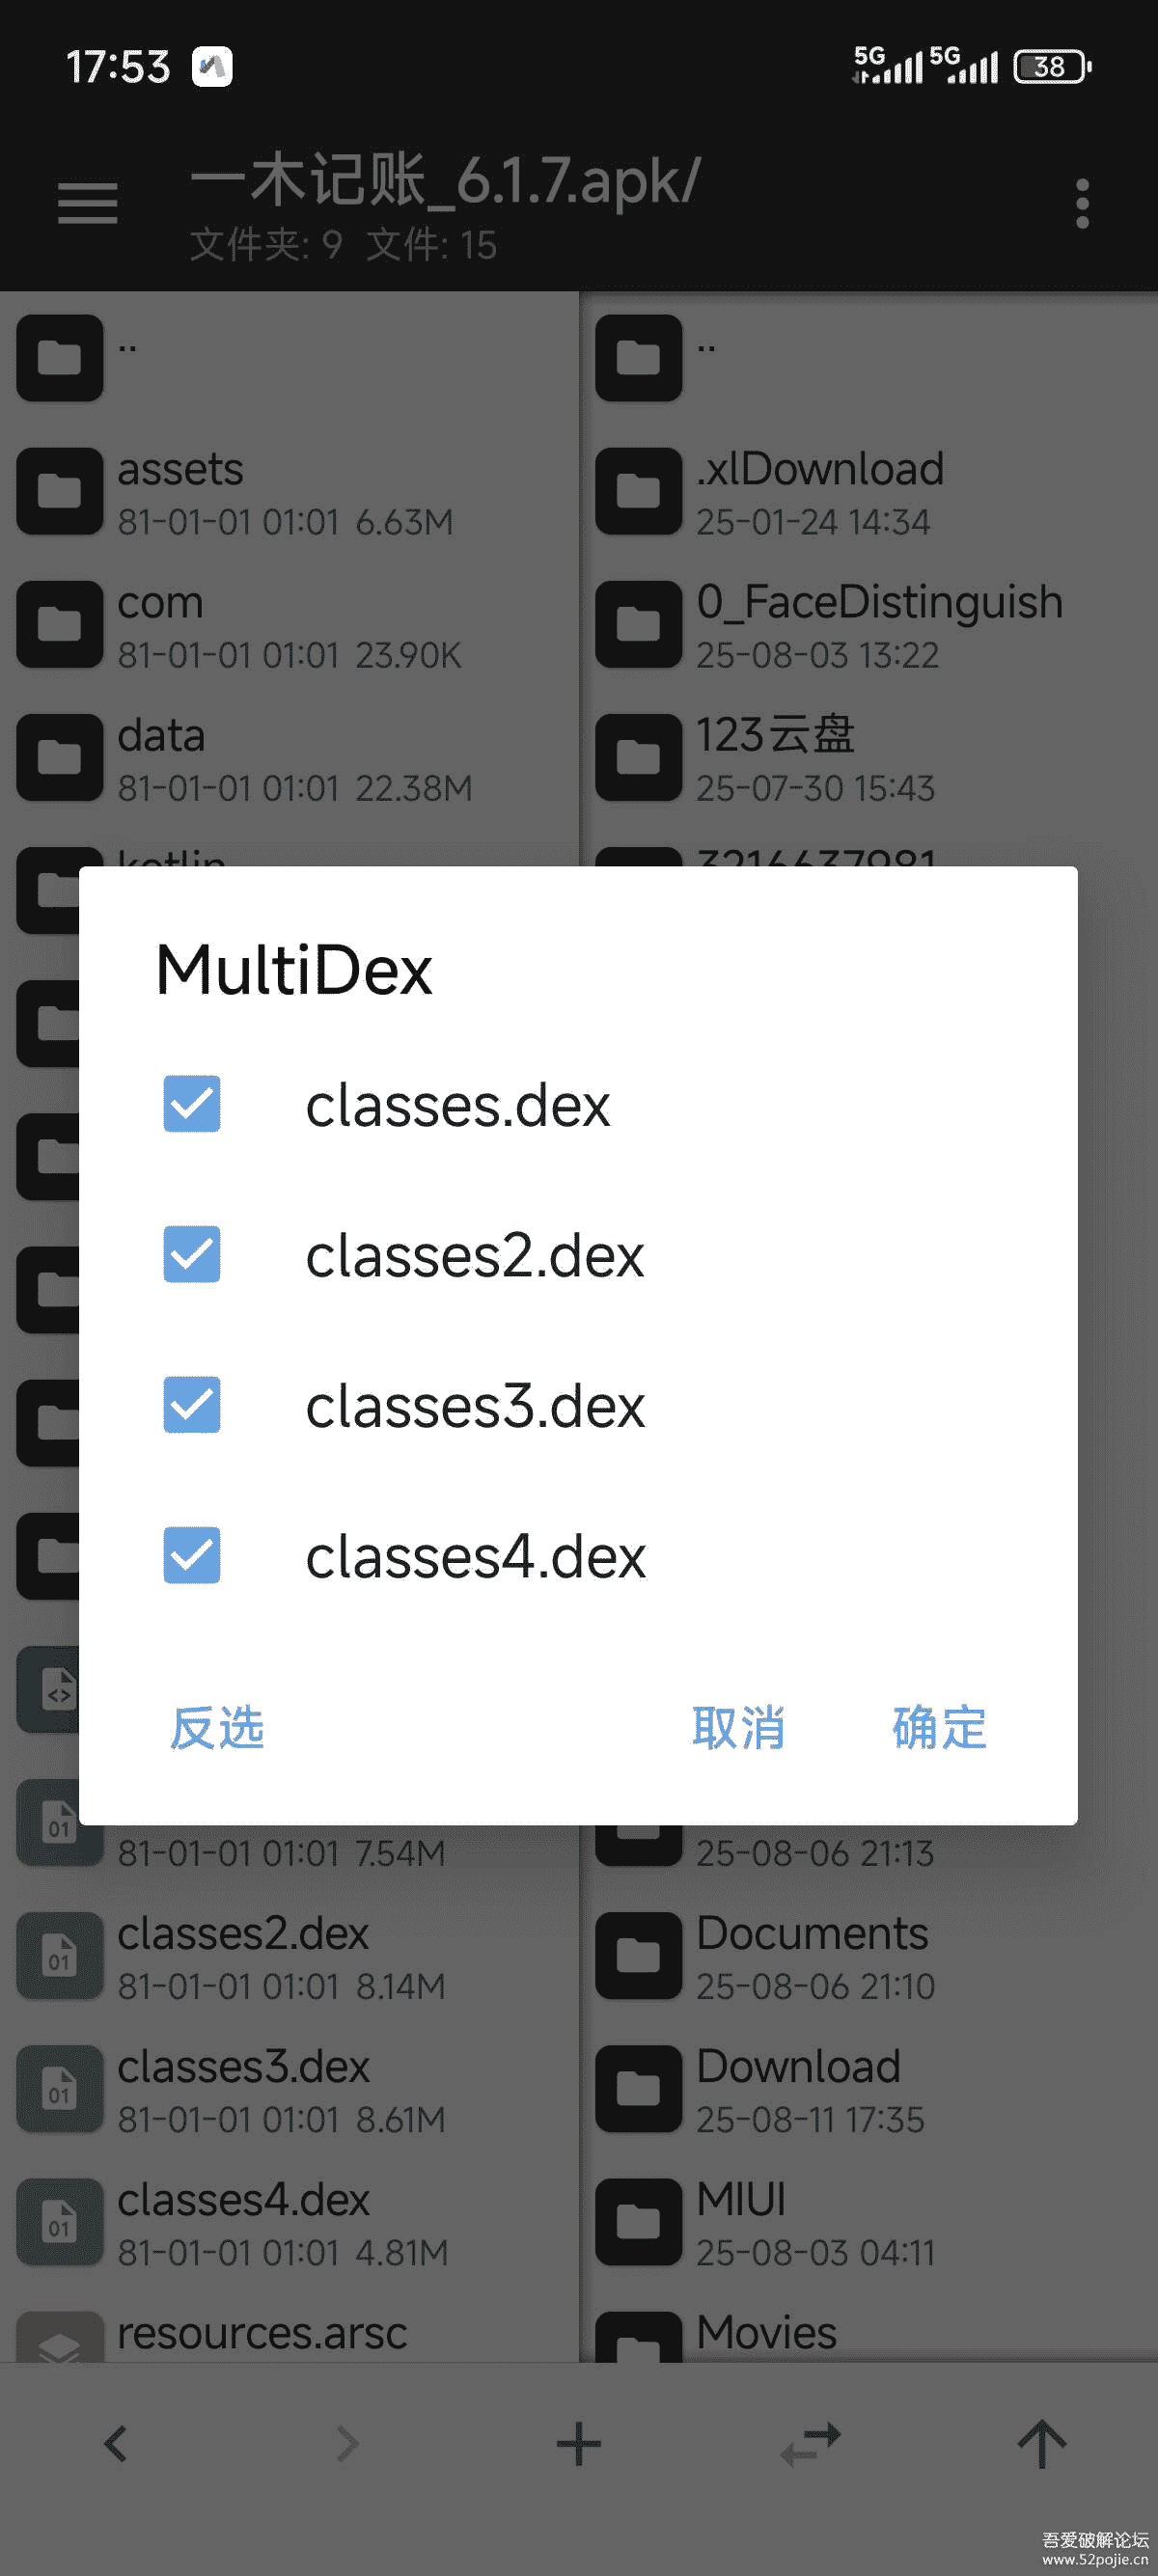 17:53
5G 5G 38
一木记账_6.1.7.apk/
文件夹: 9 文件: 15
..
assets
81-01-01 01:01 6.63M
com
81-01-01 01:01 23.90K
data
81-01-01 01:01 22.38M
kotlin
..
.xlDownload
25-01-24 14:34
0_FaceDistinguish
25-08-03 13:22
123云盘
25-07-30 15:43
3216637981
MultiDex
classes.dex
classes2.dex
classes3.dex
classes4.dex
反选
取消
确定
81-01-01 01:01 7.54M
classes2.dex
81-01-01 01:01 8.14M
classes3.dex
81-01-01 01:01 8.61M
classes4.dex
81-01-01 01:01 4.81M
resources.arsc
25-08-06 21:13
Documents
25-08-06 21:10
Download
25-08-11 17:35
MIUI
25-08-03 04:11
Movies
吾爱破解论坛
www.52pojie.cn